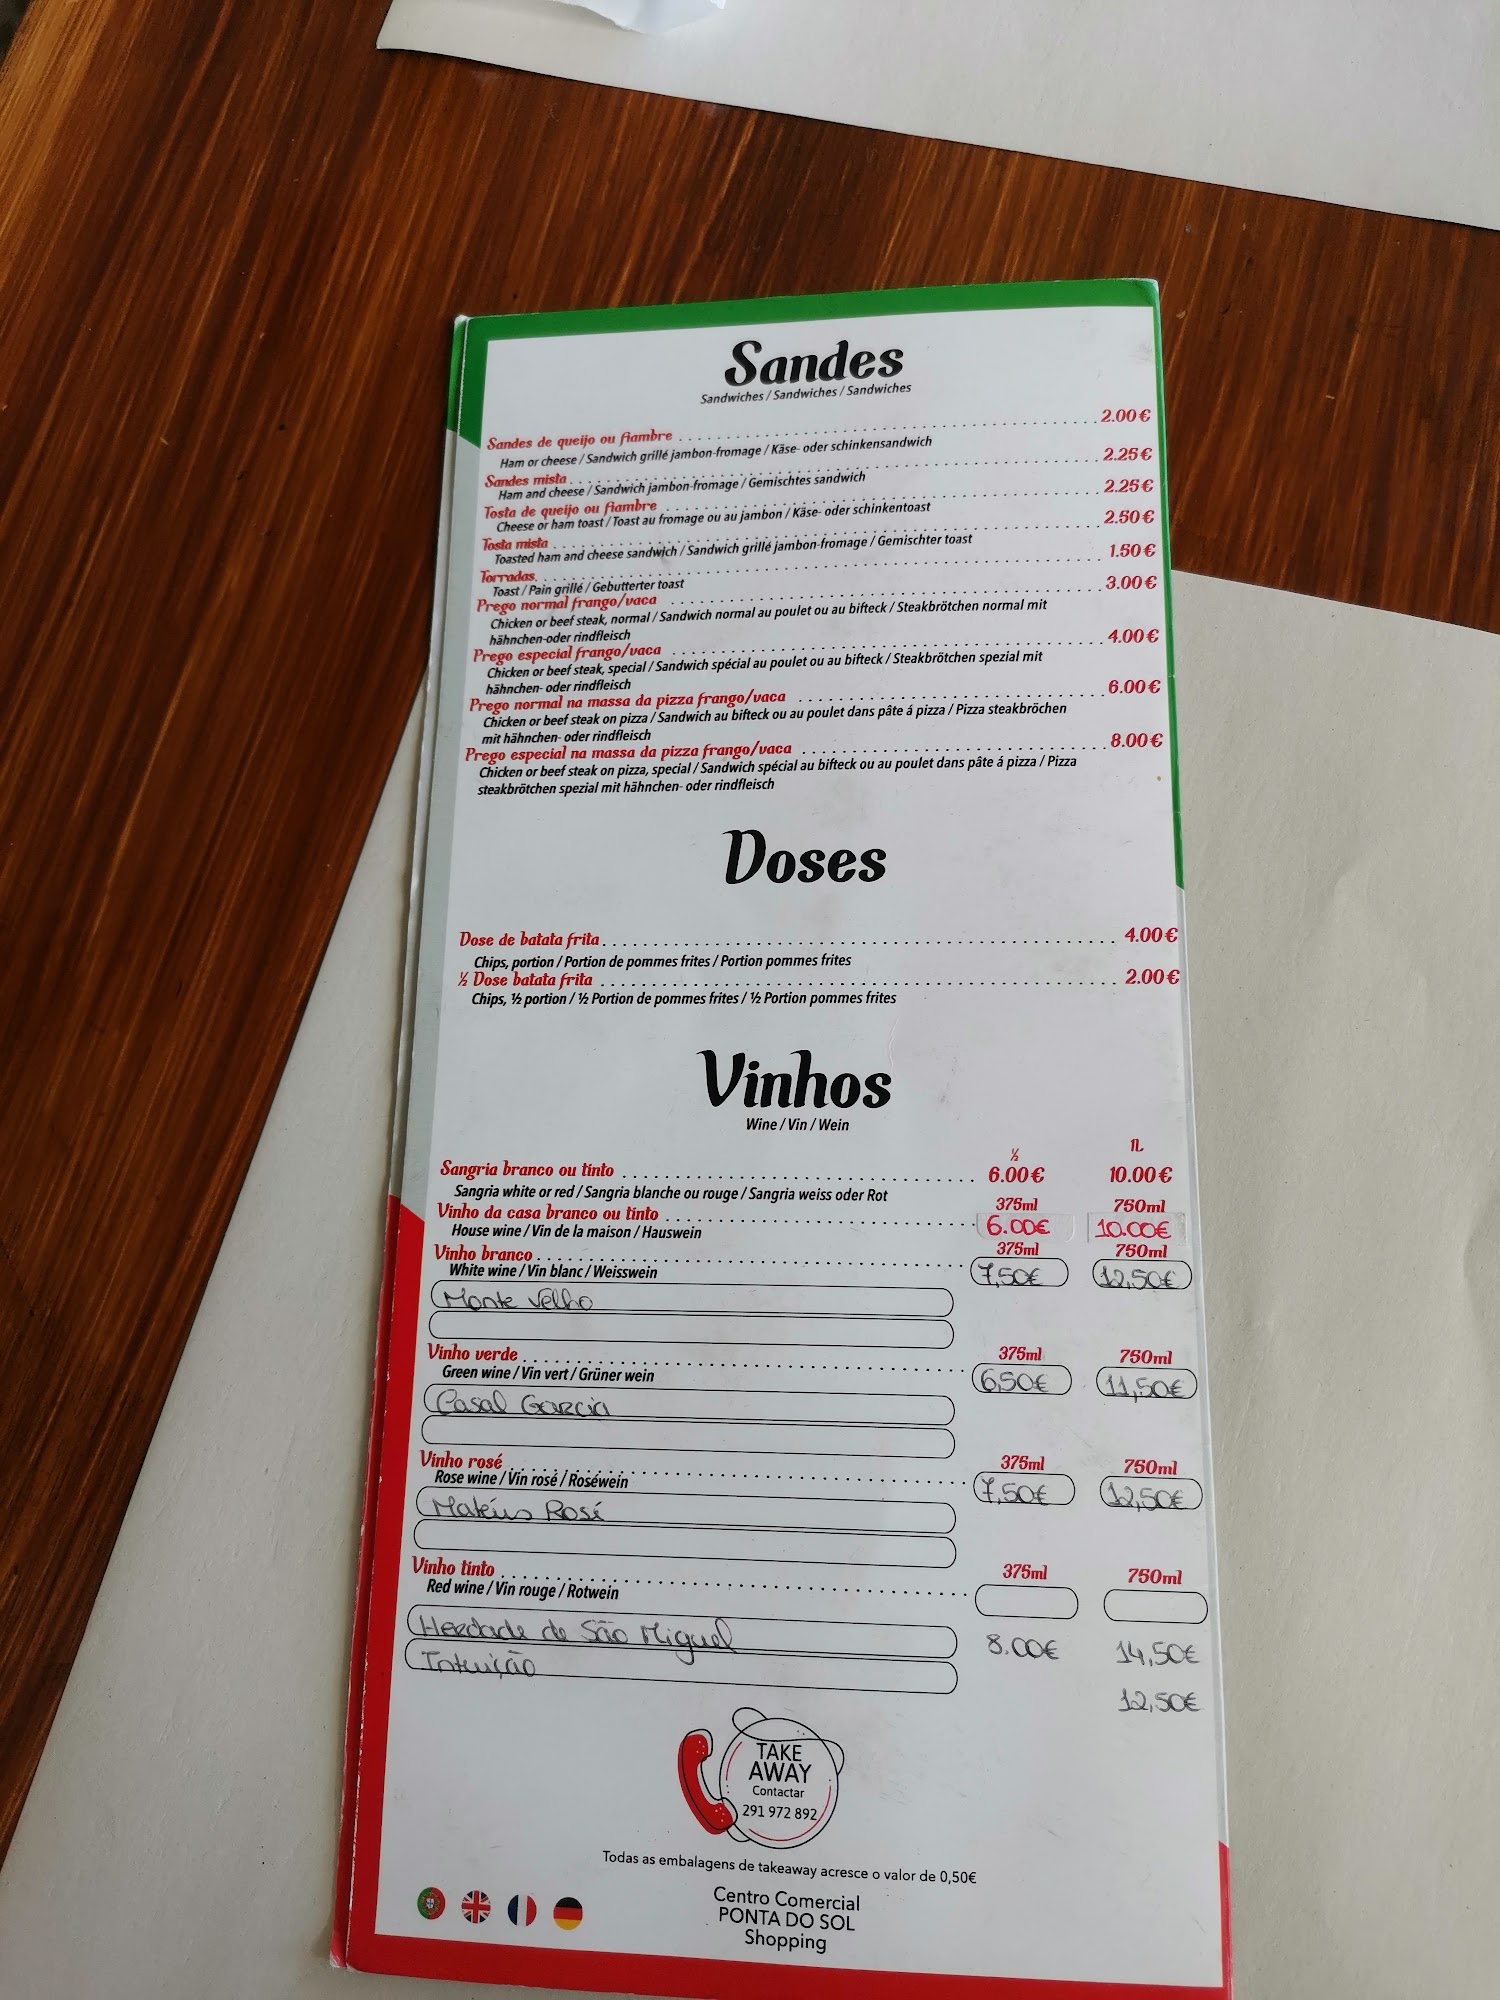 Sandes
Sandwiches / Sandwiches / Sandwiches
Sandes de queijo ou fiambre 2.00€
Ham or cheese / Sandwich grillé jambon-fromage / Käse- oder schinkensandwich
Sandes mista 2.25€
Ham and cheese / Sandwich jambon-fromage / Gemischtes sandwich
Tosta de queijo ou fiambre 2.25€
Cheese or ham toast / Toast au fromage ou au jambon / Käse- oder schinkentoast
Tosta mista 2.50€
Toasted ham and cheese sandwich / Sandwich grillé jambon-fromage / Gemischter toast
Torradas 1.50€
Toast / Pain grillé / Gebutterter toast
Prego normal frango/vaca 3.00€
Chicken or beef steak, normal / Sandwich normal au poulet ou au bifteck / Steakbrötchen normal mit
hähnchen-oder rindfleisch
Prego especial frango/vaca 4.00€
Chicken or beef steak, special / Sandwich spécial au poulet ou au bifteck / Steakbrötchen spezial mit
hähnchen- oder rindfleisch
Prego normal na massa da pizza frango/vaca 6.00€
Chicken or beef steak on pizza / Sandwich au bifteck ou au poulet dans pâte á pizza / Pizza steakbröchen
mit hähnchen- oder rindfleisch
Prego especial na massa da pizza frango/vaca 8.00€
Chicken or beef steak on pizza, special / Sandwich spécial au bifteck ou au poulet dans pâte á pizza / Pizza
steakbrötchen spezial mit hähnchen- oder rindfleisch
Doses
Dose de batata frita 4.00€
Chips, portion / Portion de pommes frites / Portion pommes frites
½ Dose batata frita 2.00€
Chips, ½ portion / ½ Portion de pommes frites / ½ Portion pommes frites
Vinhos
Wine / Vin / Wein
½ 1L
Sangria branco ou tinto 6.00€ 10.00€
Sangria white or red / Sangria blanche ou rouge / Sangria weiss oder Rot
375ml 750ml
Vinho da casa branco ou tinto 6.00€ 10.00€
House wine / Vin de la maison / Hauswein
375ml 750ml
Vinho branco 7,50€ 12,50€
White wine / Vin blanc / Weisswein
Monte Velho
375ml 750ml
Vinho verde 6,50€ 11,50€
Green wine / Vin vert / Grüner wein
Casal Garcia
375ml 750ml
Vinho rosé 7,50€ 12,50€
Rose wine / Vin rosé / Roséwein
Matéus Rosé
375ml 750ml
Vinho tinto
Red wine / Vin rouge / Rotwein
Herdade de São Miguel 8.00€ 14,50€
Intuição 12,50€
TAKE
AWAY
Contactar
291 972 892
Todas as embalagens de takeaway acresce o valor de 0,50€
Centro Comercial
PONTA DO SOL
Shopping